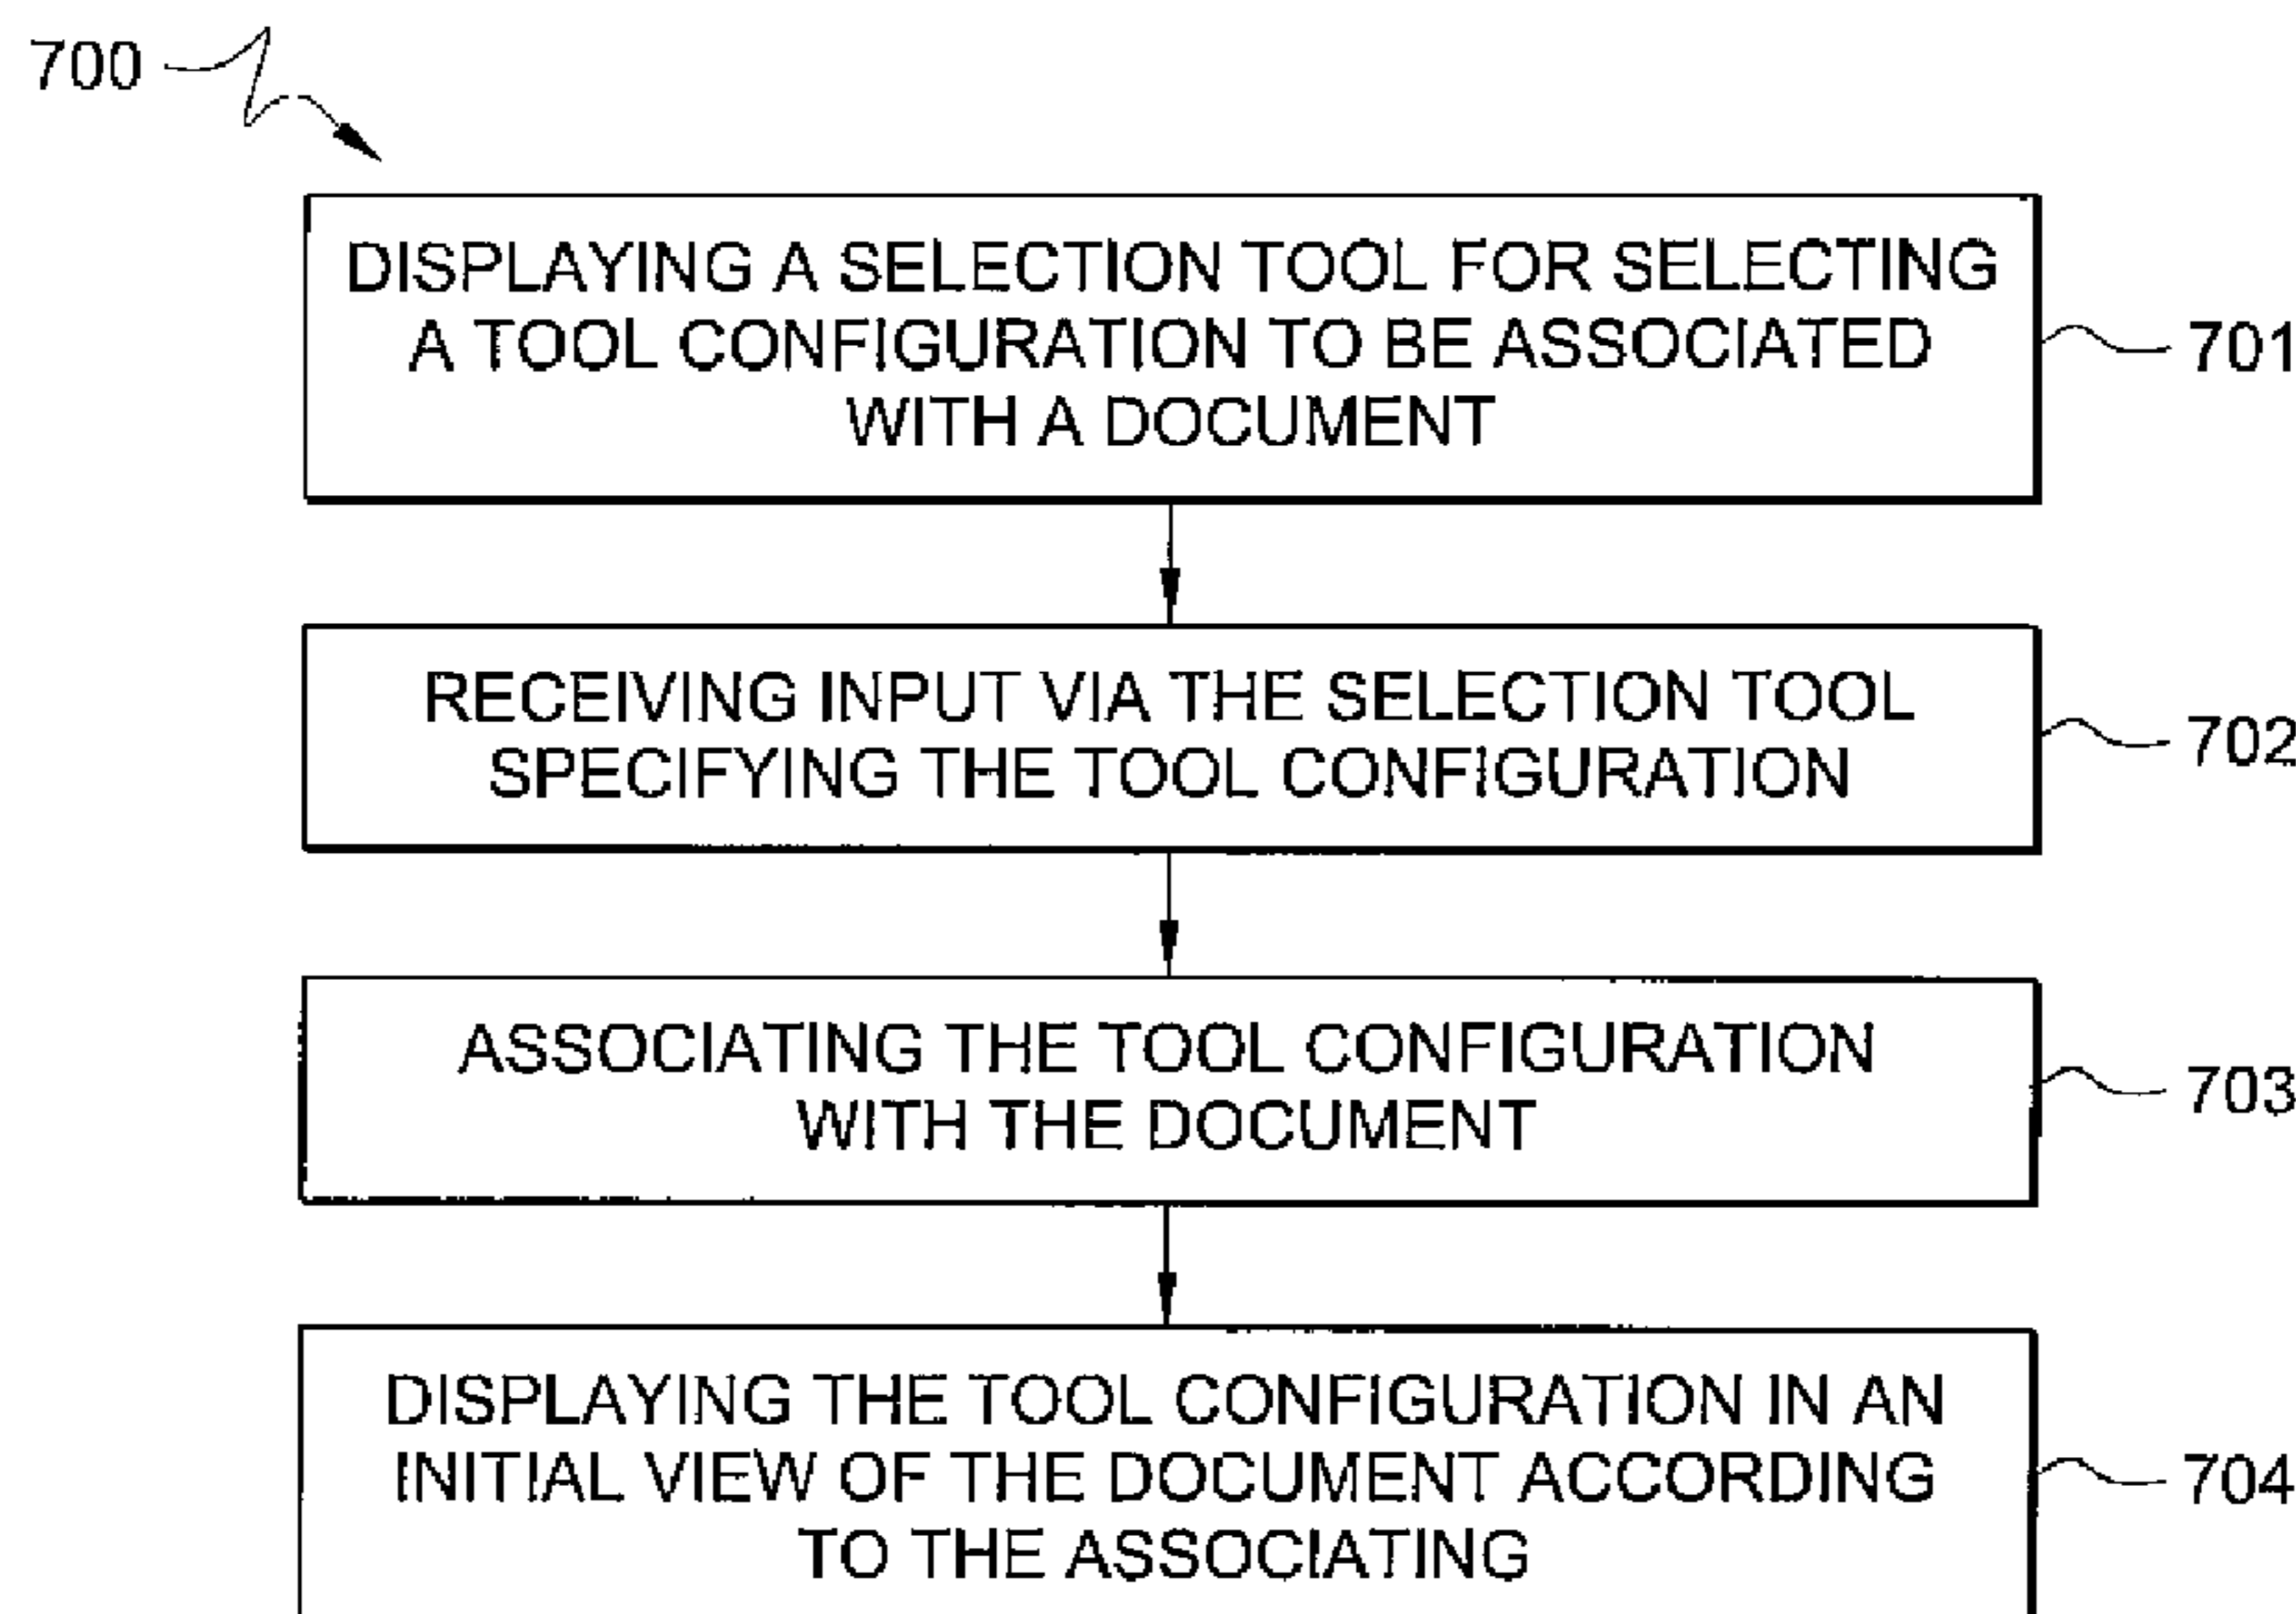 700
DISPLAYING A SELECTION TOOL FOR SELECTING
A TOOL CONFIGURATION TO BE ASSOCIATED
WITH A DOCUMENT
701
RECEIVING INPUT VIA THE SELECTION TOOL
SPECIFYING THE TOOL CONFIGURATION
702
ASSOCIATING THE TOOL CONFIGURATION
WITH THE DOCUMENT
703
DISPLAYING THE TOOL CONFIGURATION IN AN
INITIAL VIEW OF THE DOCUMENT ACCORDING
TO THE ASSOCIATING
704